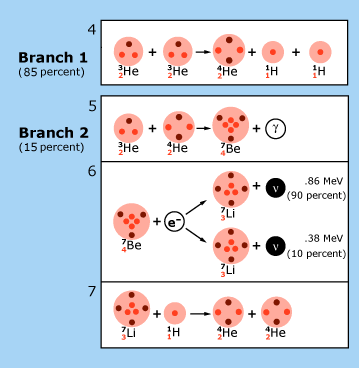 4
Branch 1
(85 percent)
+ → + +
3 2He 3 2He 4 2He 1 1H 1 1H
5
Branch 2
(15 percent)
+ → + γ
3 2He 4 2He 7 4Be
6
+ ν .86 MeV
(90 percent)
7 3Li
+ e−
7 4Be
+ ν .38 MeV
(10 percent)
7 3Li
7
+ → +
7 3Li 1 1H 4 2He 4 2He